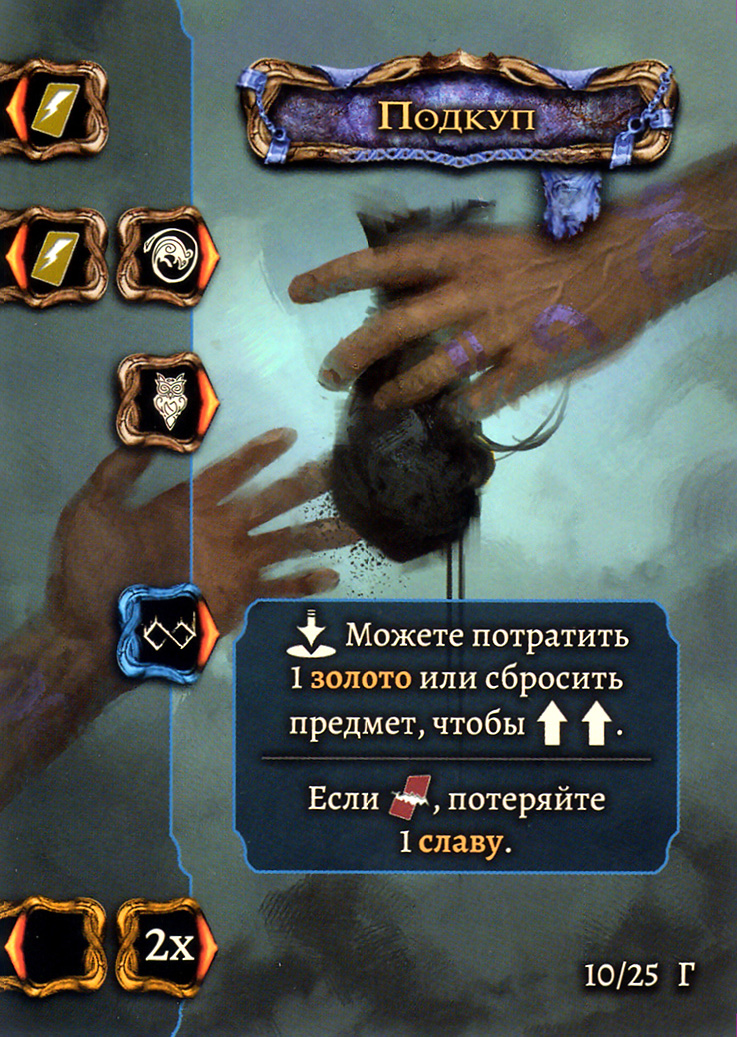 Подкуп
Можете потратить
1 золото или сбросить
предмет, чтобы .
Если , потеряйте
1 славу.
2x
10/25 Г